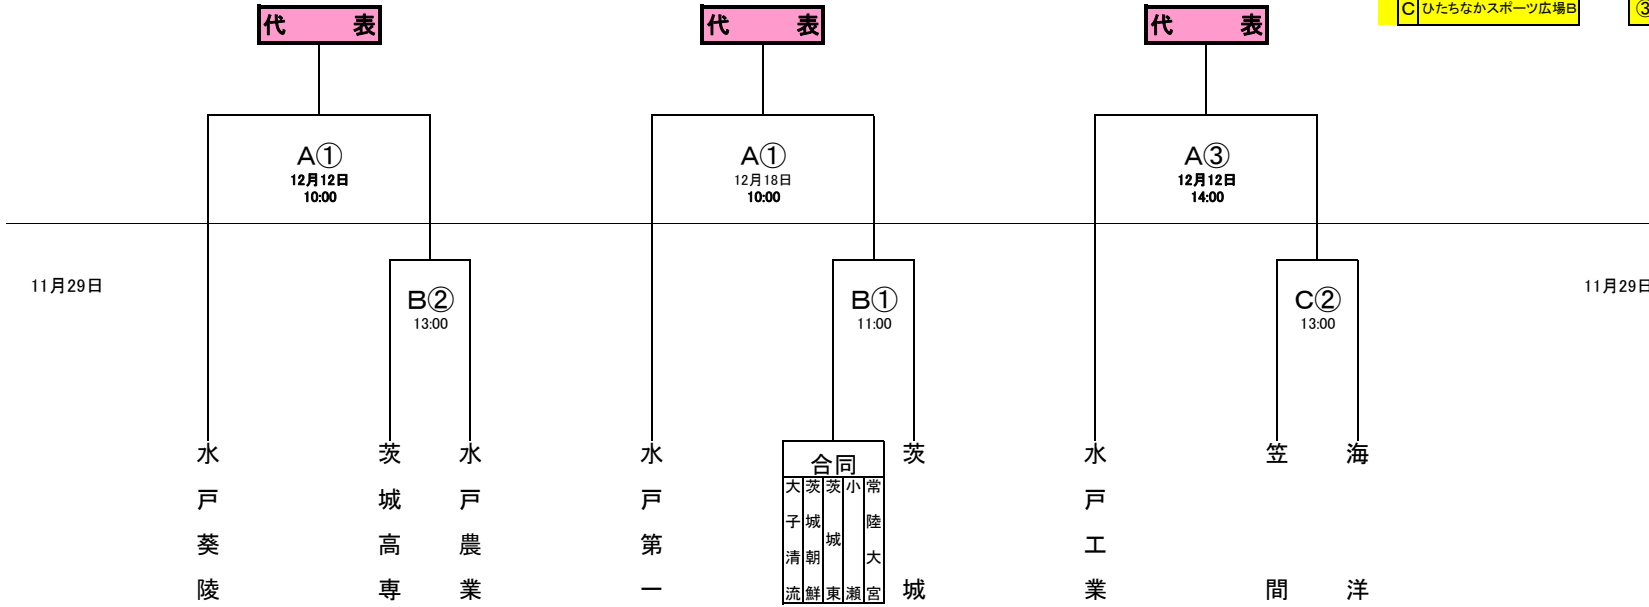 代　表
代　表
代　表
C ひたちなかスポーツ広場B
③
A①
12月12日
10:00
A①
12月18日
10:00
A③
12月12日
14:00
11月29日
11月29日
B②
13:00
B①
11:00
C②
13:00
水戸葵陵
茨城高専
水戸農業
水戸第一
合同
大子清流
茨城朝鮮
茨城東
小瀬
常陸大宮
茨城
水戸工業
笠間
海洋